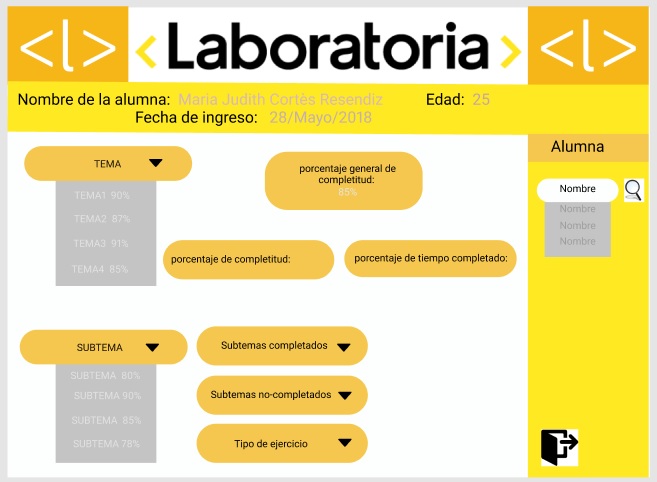 <l> <Laboratoria> <l>
Nombre de la alumna: Maria Judith Cortès Resendiz Edad: 25
Fecha de ingreso: 28/Mayo/2018
Alumna
TEMA
TEMA1 90%
TEMA2 87%
TEMA3 91%
TEMA4 85%
porcentaje general de
completitud:
85%
porcentaje de completitud:
porcentaje de tiempo completado:
Nombre
Nombre
Nombre
Nombre
SUBTEMA
SUBTEMA 80%
SUBTEMA 90%
SUBTEMA 85%
SUBTEMA 78%
Subtemas completados
Subtemas no-completados
Tipo de ejercicio